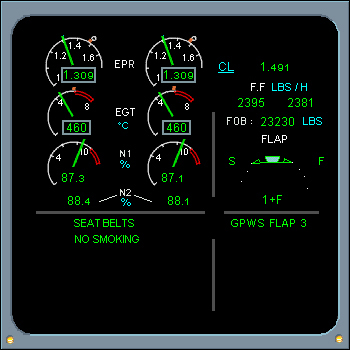 1.4 1.4
1.2 1.6 EPR 1.2 1.6 CL 1.491
1 1
1.309 1.309
F.F LBS / H
4 8 4 8 2395 2381
EGT FOB : 23230 LBS
460 °C 460 FLAP
4 10 N1 4 10 S F
87.3 % 87.1
88.4 N2 88.1 1+F
%
SEAT BELTS GPWS FLAP 3
NO SMOKING